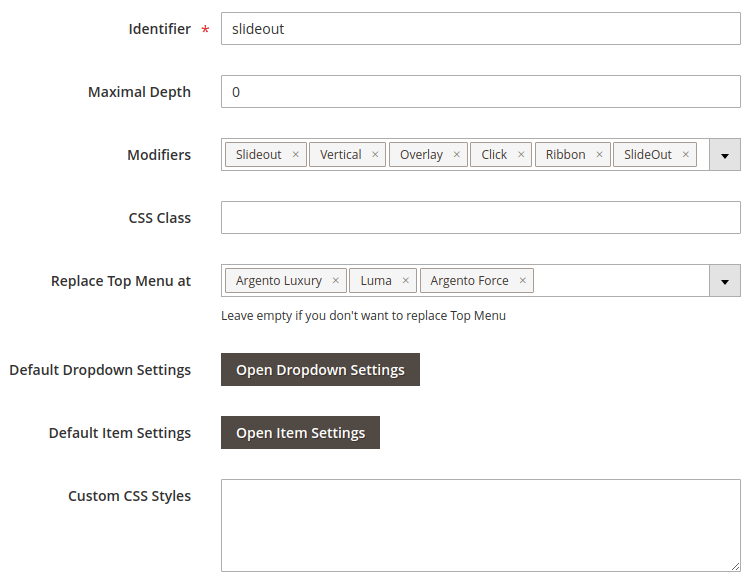 Identifier * slideout
Maximal Depth 0
Modifiers Slideout × Vertical × Overlay × Click × Ribbon × SlideOut ×
CSS Class
Replace Top Menu at Argento Luxury × Luma × Argento Force ×
Leave empty if you don't want to replace Top Menu
Default Dropdown Settings Open Dropdown Settings
Default Item Settings Open Item Settings
Custom CSS Styles